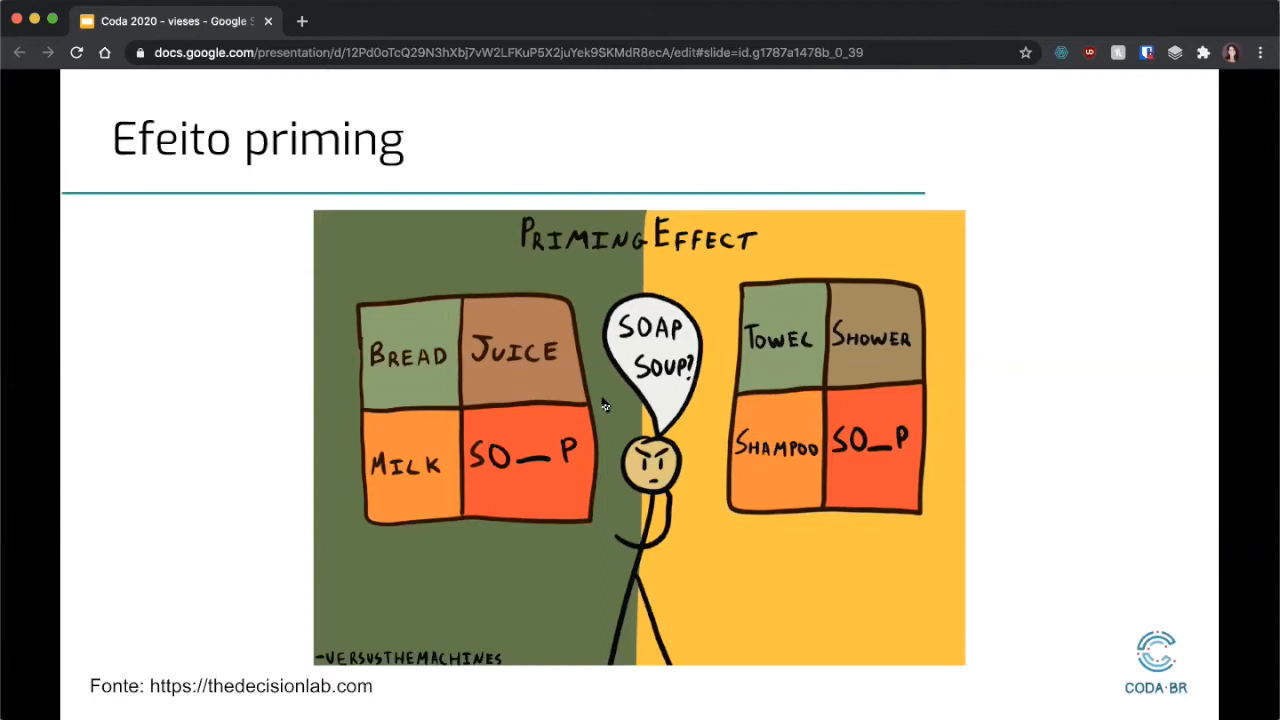 Coda 2020 - vieses - Google S
docs.google.com/presentation/d/12Pd0oTcQ29N3hXbj7vW2LFKuP5X2juYek9SKMdR8ecA/edit#slide=id.g1787a1478b_0_39
Efeito priming
PRIMING EFFECT
BREAD
JUICE
MILK
SO_P
SOAP
SOUP?
TOWEL
SHOWER
SHAMPOO
SO_P
-VERSUSTHEMACHINES
Fonte: https://thedecisionlab.com
CODA·BR